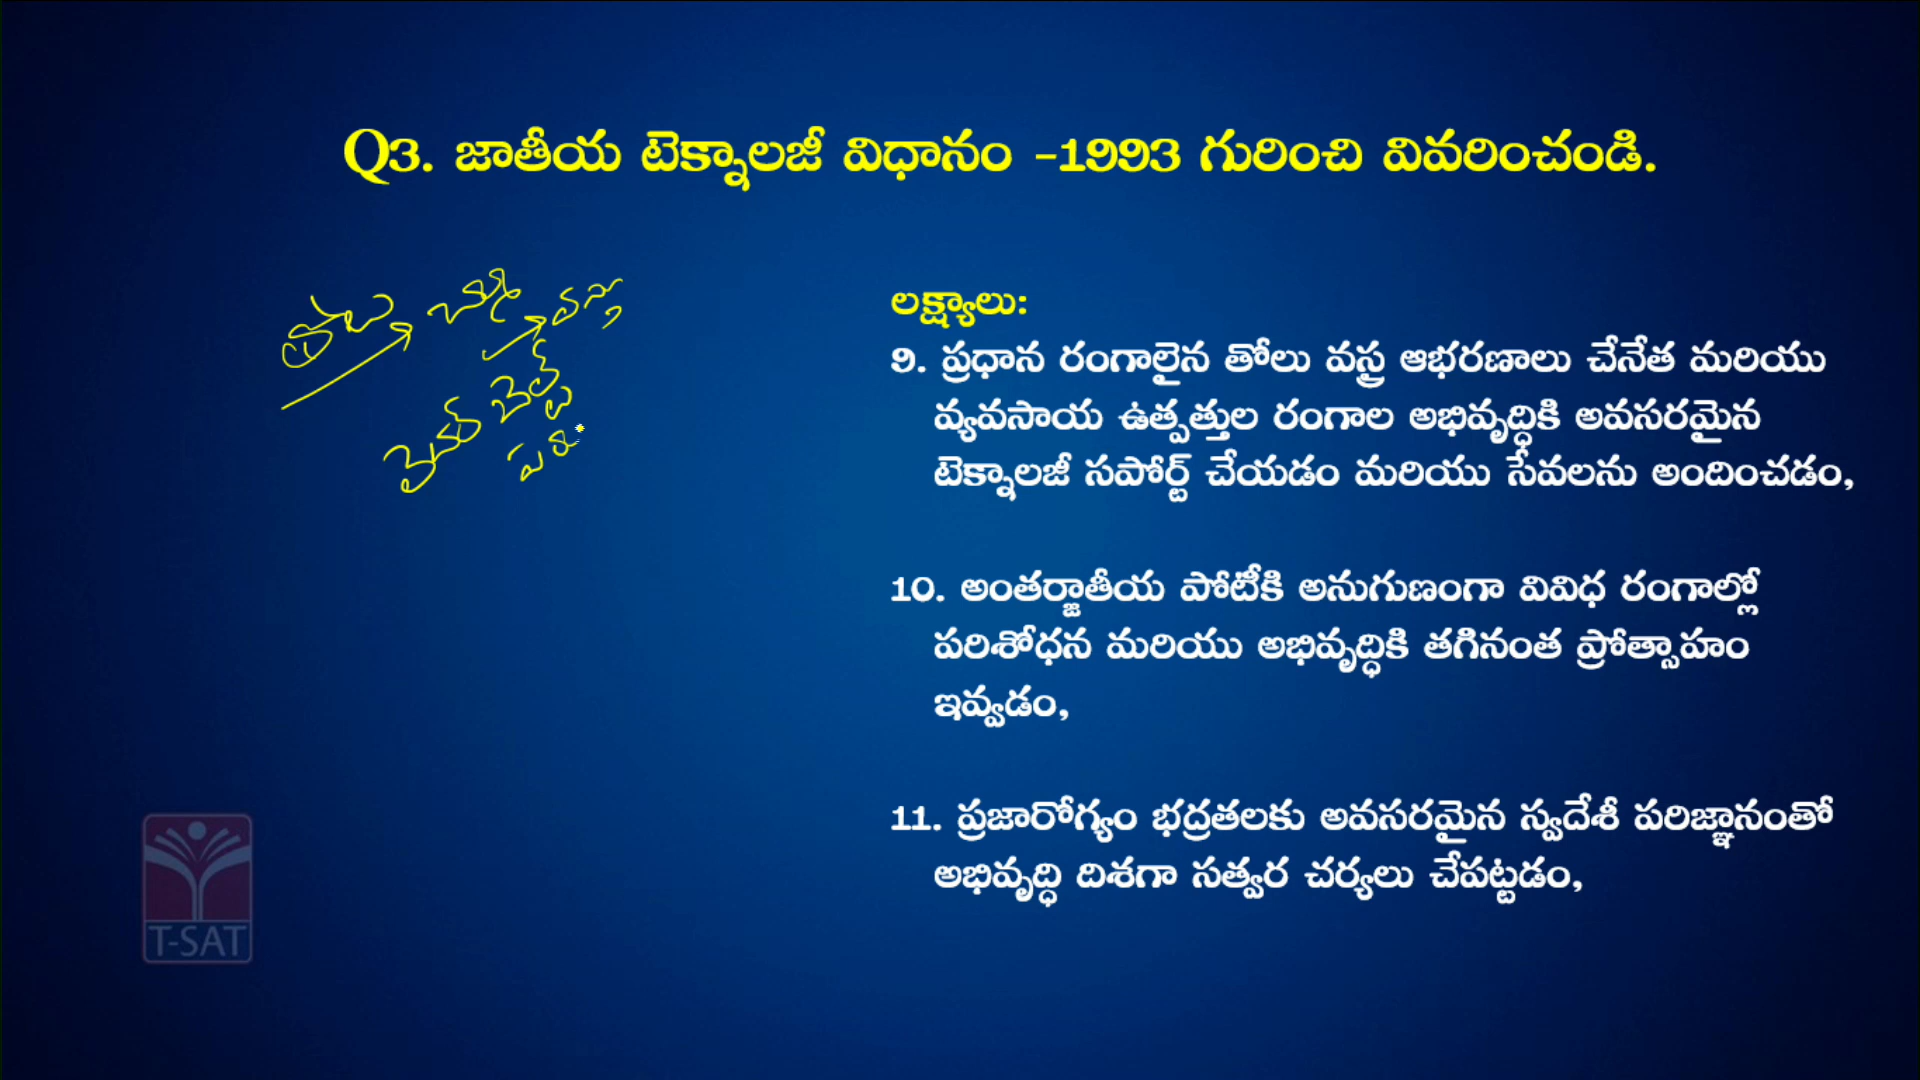 Q3. జాతీయ టెక్నాలజీ విధానం -1993 గురించి వివరించండి.
తోలు
బెల్ట్
లక్ష్యాలు:
9. ప్రధాన రంగాలైన తోలు వస్త్ర ఆభరణాలు చేనేత మరియు
వ్యవసాయ ఉత్పత్తుల రంగాల అభివృద్ధికి అవసరమైన
టెక్నాలజీ సపోర్ట్ చేయడం మరియు సేవలను అందించడం,
10. అంతర్జాతీయ పోటీకి అనుగుణంగా వివిధ రంగాల్లో
పరిశోధన మరియు అభివృద్ధికి తగినంత ప్రోత్సాహం
ఇవ్వడం,
11. ప్రజారోగ్యం భద్రతలకు అవసరమైన స్వదేశీ పరిజ్ఞానంతో
అభివృద్ధి దిశగా సత్వర చర్యలు చేపట్టడం,
T-SAT